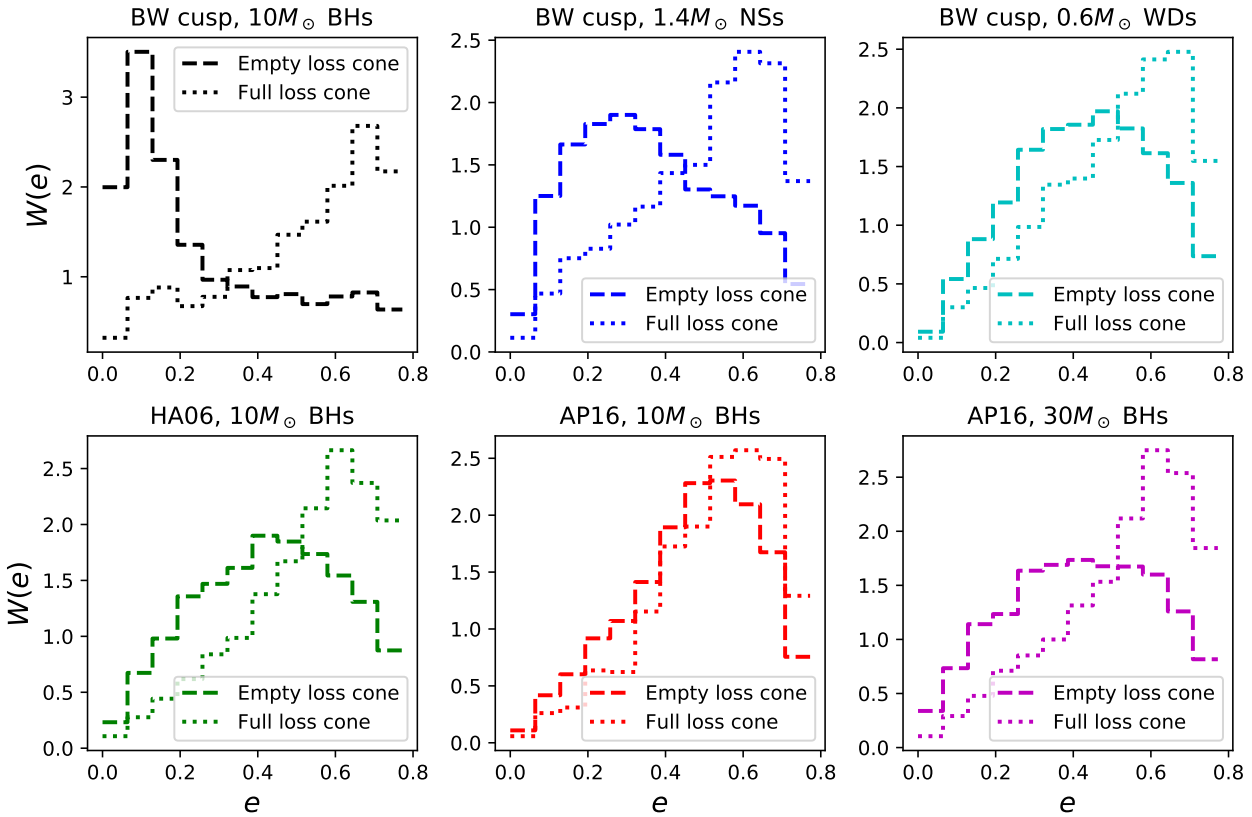 BW cusp, 10M⊙ BHs
BW cusp, 1.4M⊙ NSs
BW cusp, 0.6M⊙ WDs
W(e)
3
2
1
Empty loss cone
Full loss cone
0.0 0.2 0.4 0.6 0.8
2.5
2.0
1.5
1.0
0.5
0.0
Empty loss cone
Full loss cone
0.0 0.2 0.4 0.6 0.8
2.5
2.0
1.5
1.0
0.5
0.0
Empty loss cone
Full loss cone
0.0 0.2 0.4 0.6 0.8
HA06, 10M⊙ BHs
AP16, 10M⊙ BHs
AP16, 30M⊙ BHs
W(e)
2.5
2.0
1.5
1.0
0.5
0.0
Empty loss cone
Full loss cone
0.0 0.2 0.4 0.6 0.8
e
2.5
2.0
1.5
1.0
0.5
0.0
Empty loss cone
Full loss cone
0.0 0.2 0.4 0.6 0.8
e
2.5
2.0
1.5
1.0
0.5
0.0
Empty loss cone
Full loss cone
0.0 0.2 0.4 0.6 0.8
e